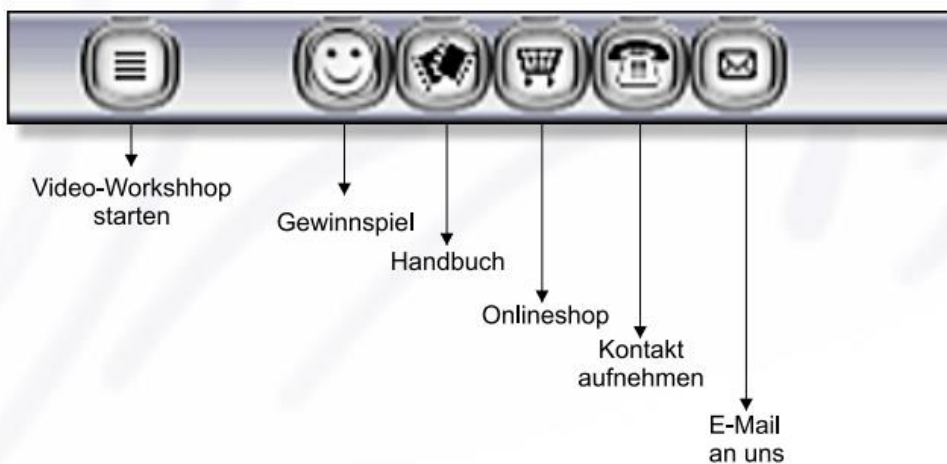 Video-Workshhop
starten
Gewinnspiel
Handbuch
Onlineshop
Kontakt
aufnehmen
E-Mail
an uns